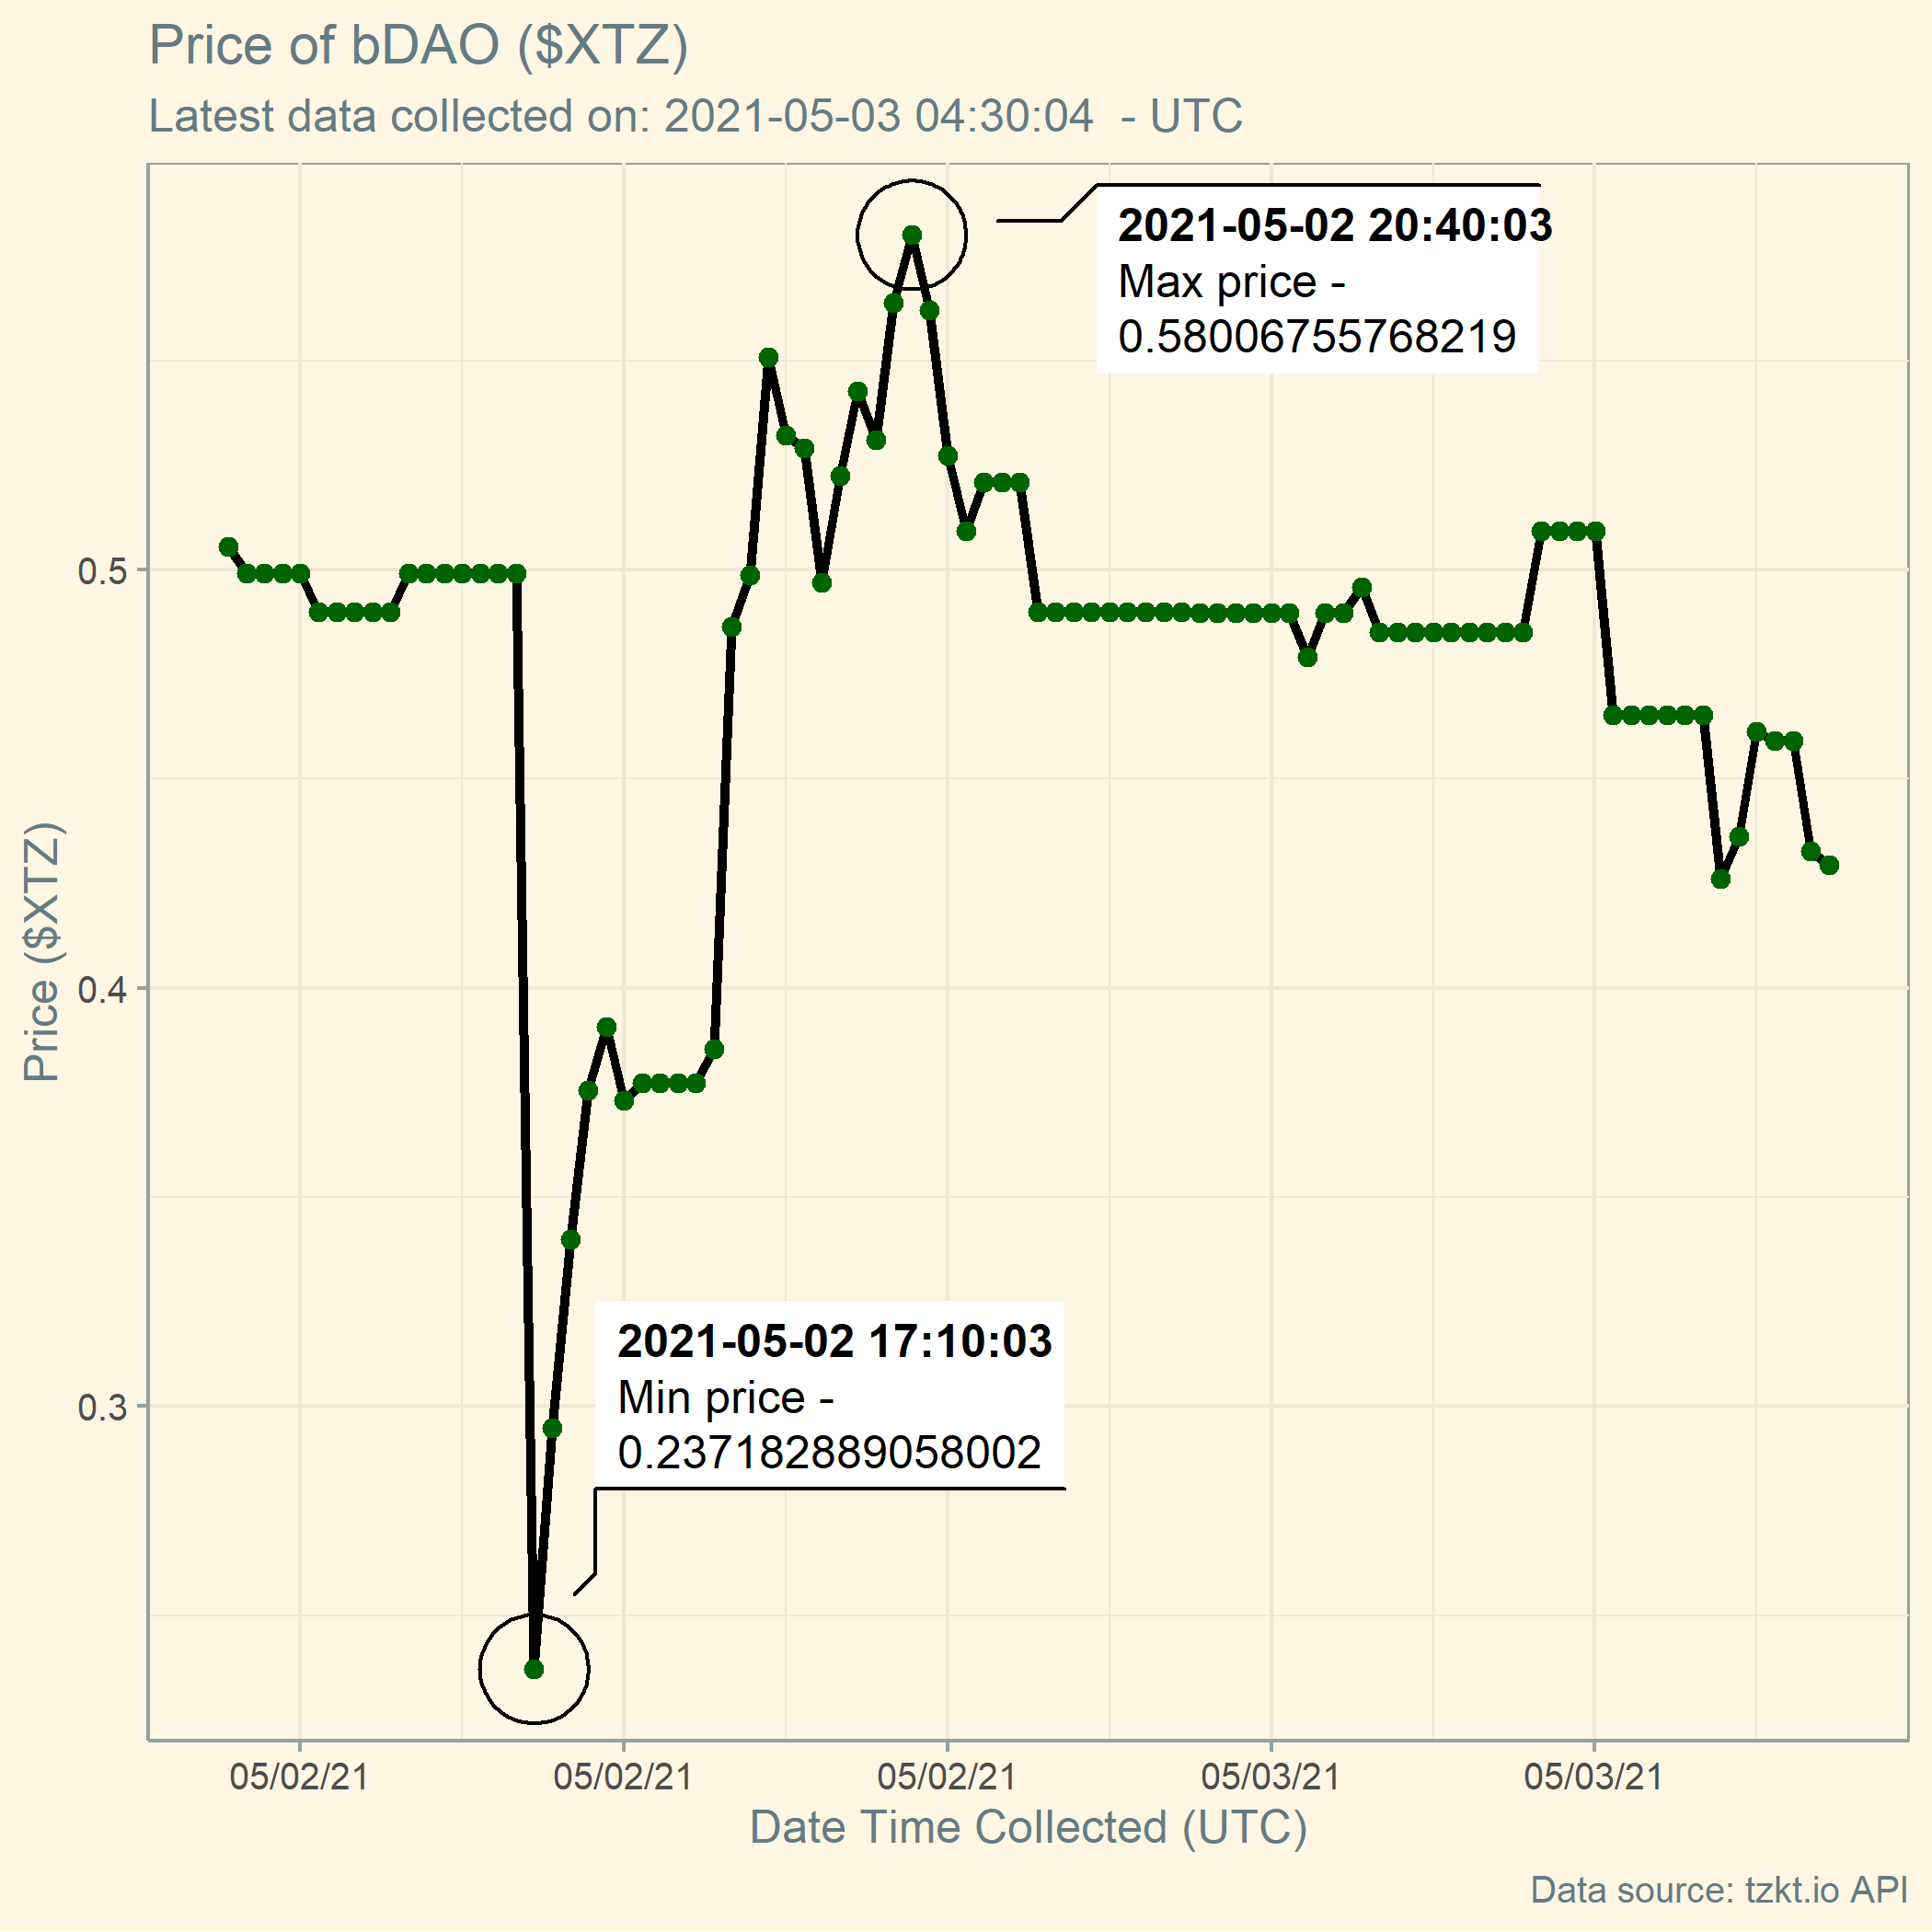 Price of bDAO ($XTZ)
Latest data collected on: 2021-05-03 04:30:04  - UTC
2021-05-02 20:40:03
Max price -
0.58006755768219
0.5
Price ($XTZ)
0.4
2021-05-02 17:10:03
Min price -
0.237182889058002
0.3
05/02/21 05/02/21 05/02/21 05/03/21 05/03/21
Date Time Collected (UTC)
Data source: tzkt.io API